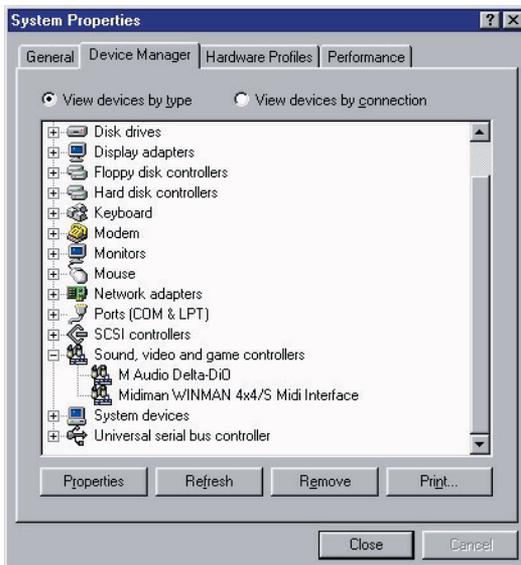 System Properties
General Device Manager Hardware Profiles Performance
View devices by type View devices by connection
Disk drives
Display adapters
Floppy disk controllers
Hard disk controllers
Keyboard
Modem
Monitors
Mouse
Network adapters
Ports (COM & LPT)
SCSI controllers
Sound, video and game controllers
M Audio Delta-DiO
Midiman WINMAN 4x4/S Midi Interface
System devices
Universal serial bus controller
Properties Refresh Remove Print...
Close Cancel